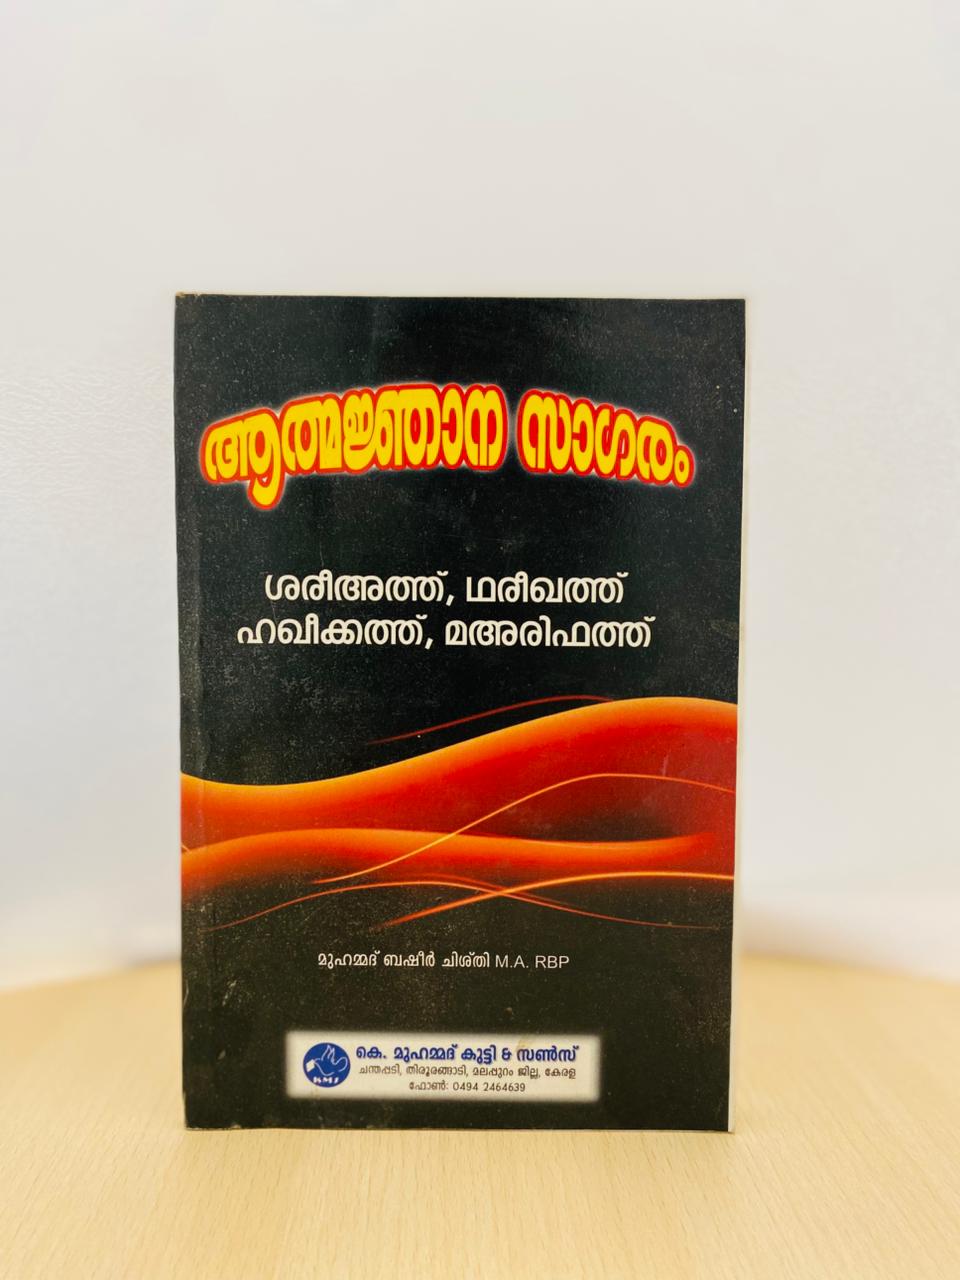 ആത്മജ്ഞാന സാഗരം
ശരീഅത്ത്, ഥരീഖത്ത്
ഹഖീക്കത്ത്, മഅരിഫത്ത്
മുഹമ്മദ് ബഷീർ ചിശ്തി M.A. RBP
കെ. മുഹമ്മദ് കുട്ടി & സൺസ്
ചന്തപ്പടി, തിരൂരങ്ങാടി, മലപ്പുറം ജില്ല, കേരള
ഫോൺ: 0494 2464639